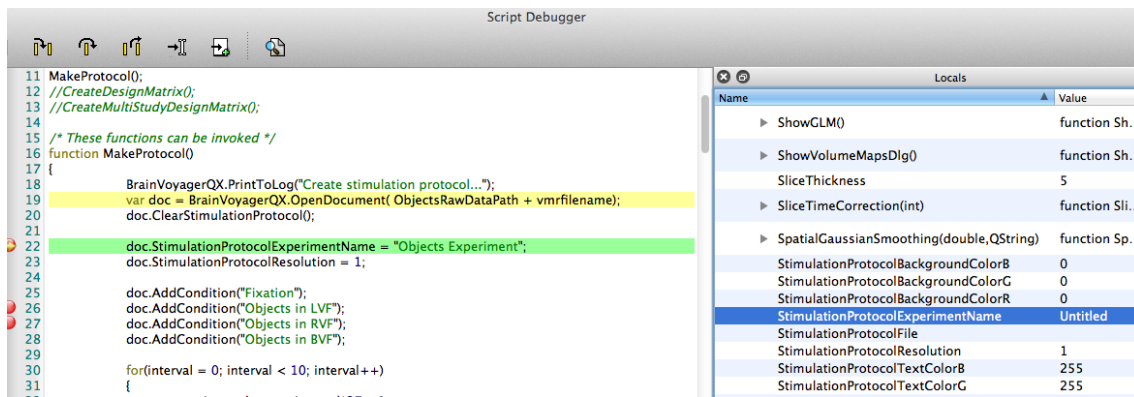 Script Debugger
11 MakeProtocol();
12 //CreateDesignMatrix();
13 //CreateMultiStudyDesignMatrix();
14
15 /* These functions can be invoked */
16 function MakeProtocol()
17 {
18 BrainVoyagerQX.PrintToLog("Create stimulation protocol...");
19 var doc = BrainVoyagerQX.OpenDocument( ObjectsRawDataPath + vmrfilename);
20 doc.ClearStimulationProtocol();
21
22 doc.StimulationProtocolExperimentName = "Objects Experiment";
23 doc.StimulationProtocolResolution = 1;
24
25 doc.AddCondition("Fixation");
26 doc.AddCondition("Objects in LVF");
27 doc.AddCondition("Objects in RVF");
28 doc.AddCondition("Objects in BVF");
29
30 for(interval = 0; interval < 10; interval++)
31 {
Locals
Name Value
ShowGLM() function Sh...
ShowVolumeMapsDlg() function Sh...
SliceThickness 5
SliceTimeCorrection(int) function Sli...
SpatialGaussianSmoothing(double,QString) function Sp...
StimulationProtocolBackgroundColorB 0
StimulationProtocolBackgroundColorG 0
StimulationProtocolBackgroundColorR 0
StimulationProtocolExperimentName Untitled
StimulationProtocolFile
StimulationProtocolResolution 1
StimulationProtocolTextColorB 255
StimulationProtocolTextColorG 255